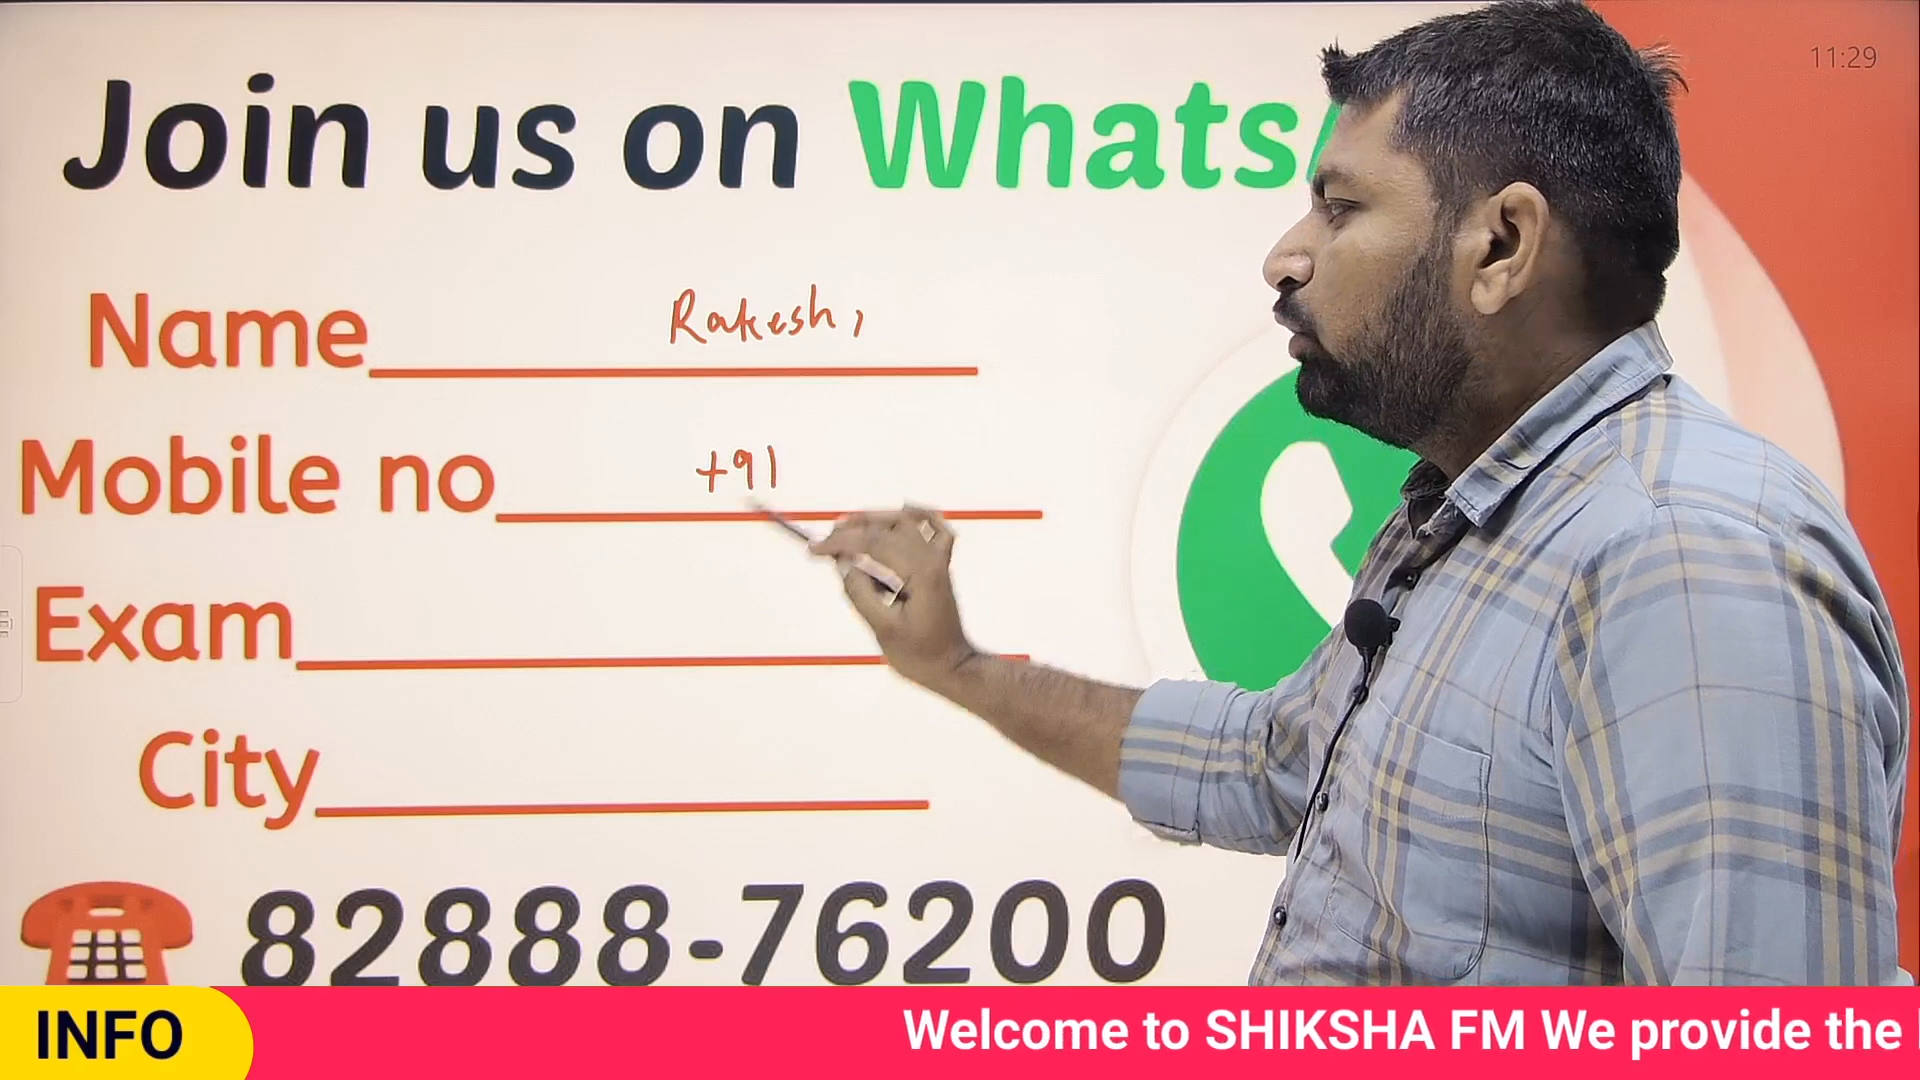 11:29
Join us on Whats
Name Rakesh,
Mobile no +91
Exam
City
82888-76200
INFO
Welcome to SHIKSHA FM We provide the